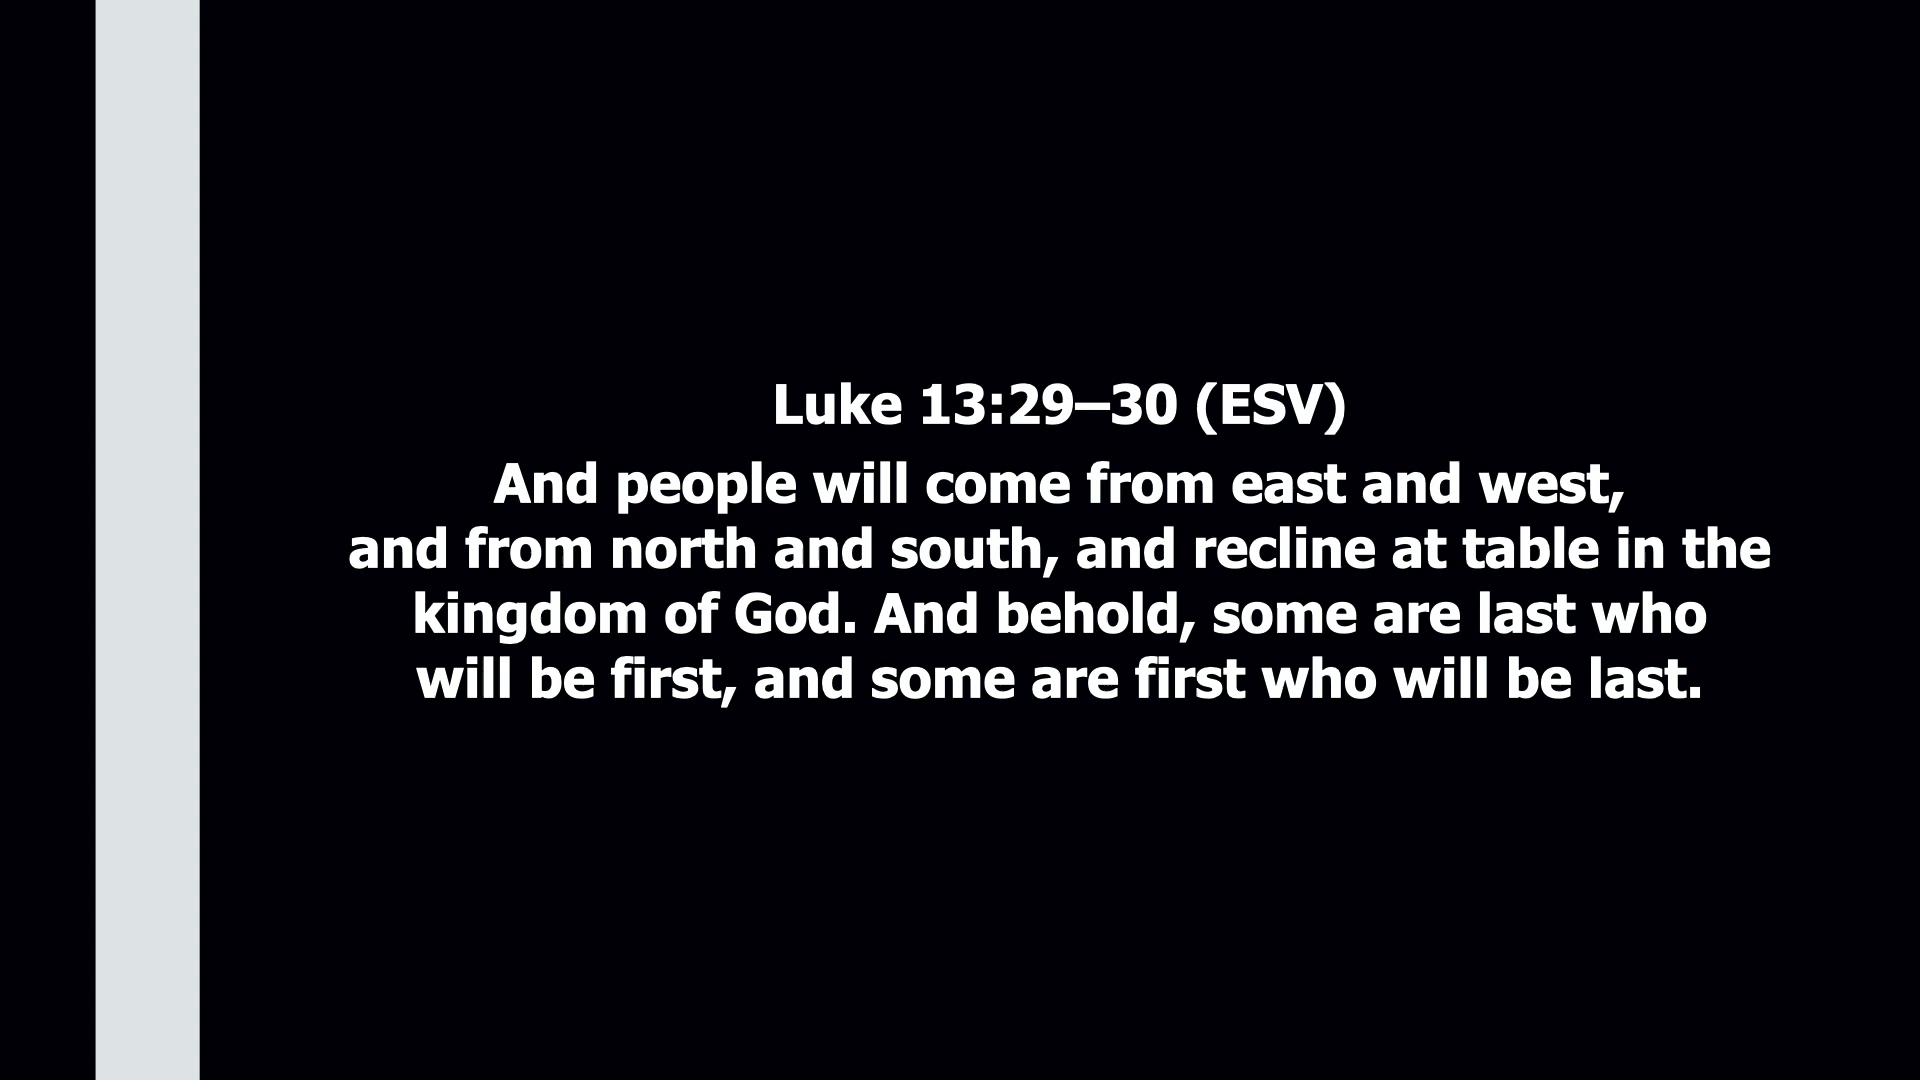 Luke 13:29–30 (ESV)
And people will come from east and west,
and from north and south, and recline at table in the
kingdom of God. And behold, some are last who
will be first, and some are first who will be last.